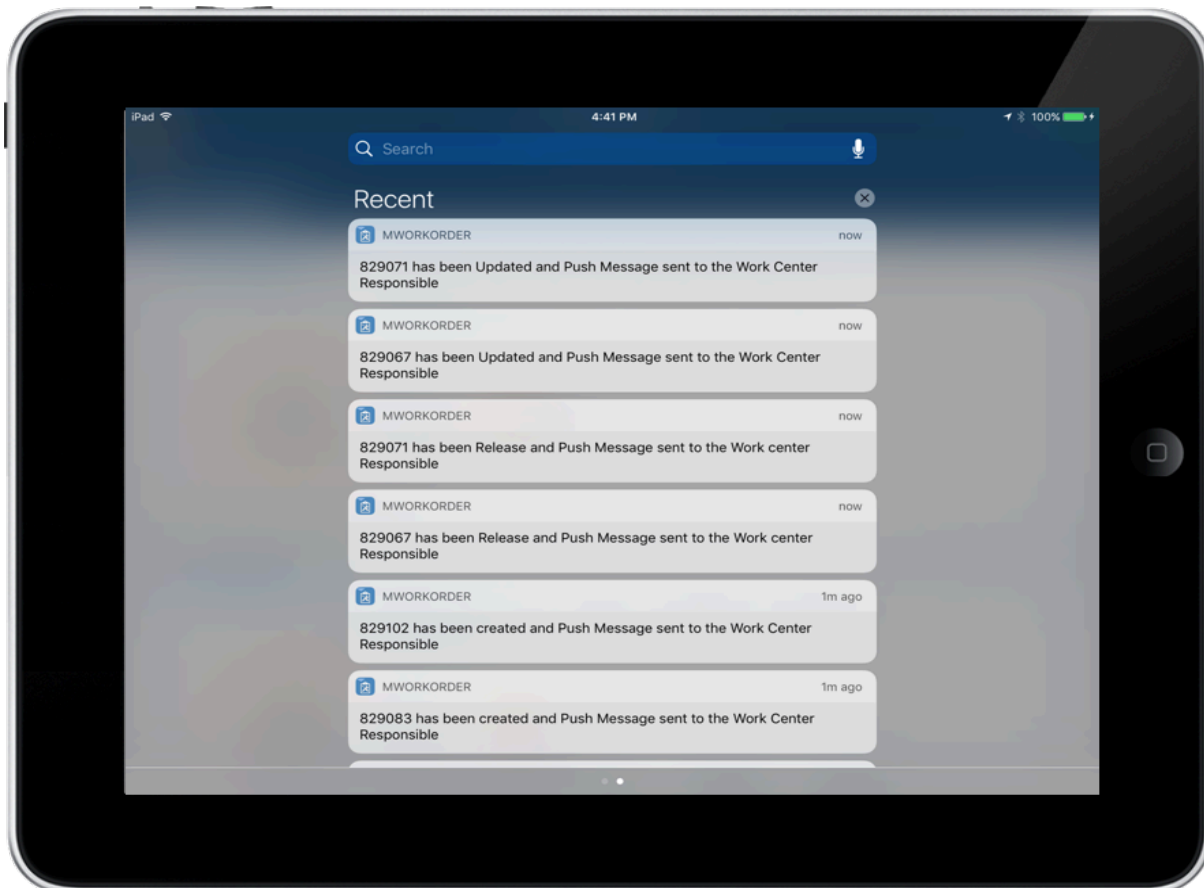 iPad
4:41 PM
100%
Search
Recent
MWORKORDER
now
829071 has been Updated and Push Message sent to the Work Center
Responsible
MWORKORDER
now
829067 has been Updated and Push Message sent to the Work Center
Responsible
MWORKORDER
now
829071 has been Release and Push Message sent to the Work center
Responsible
MWORKORDER
now
829067 has been Release and Push Message sent to the Work center
Responsible
MWORKORDER
1m ago
829102 has been created and Push Message sent to the Work Center
Responsible
MWORKORDER
1m ago
829083 has been created and Push Message sent to the Work Center
Responsible